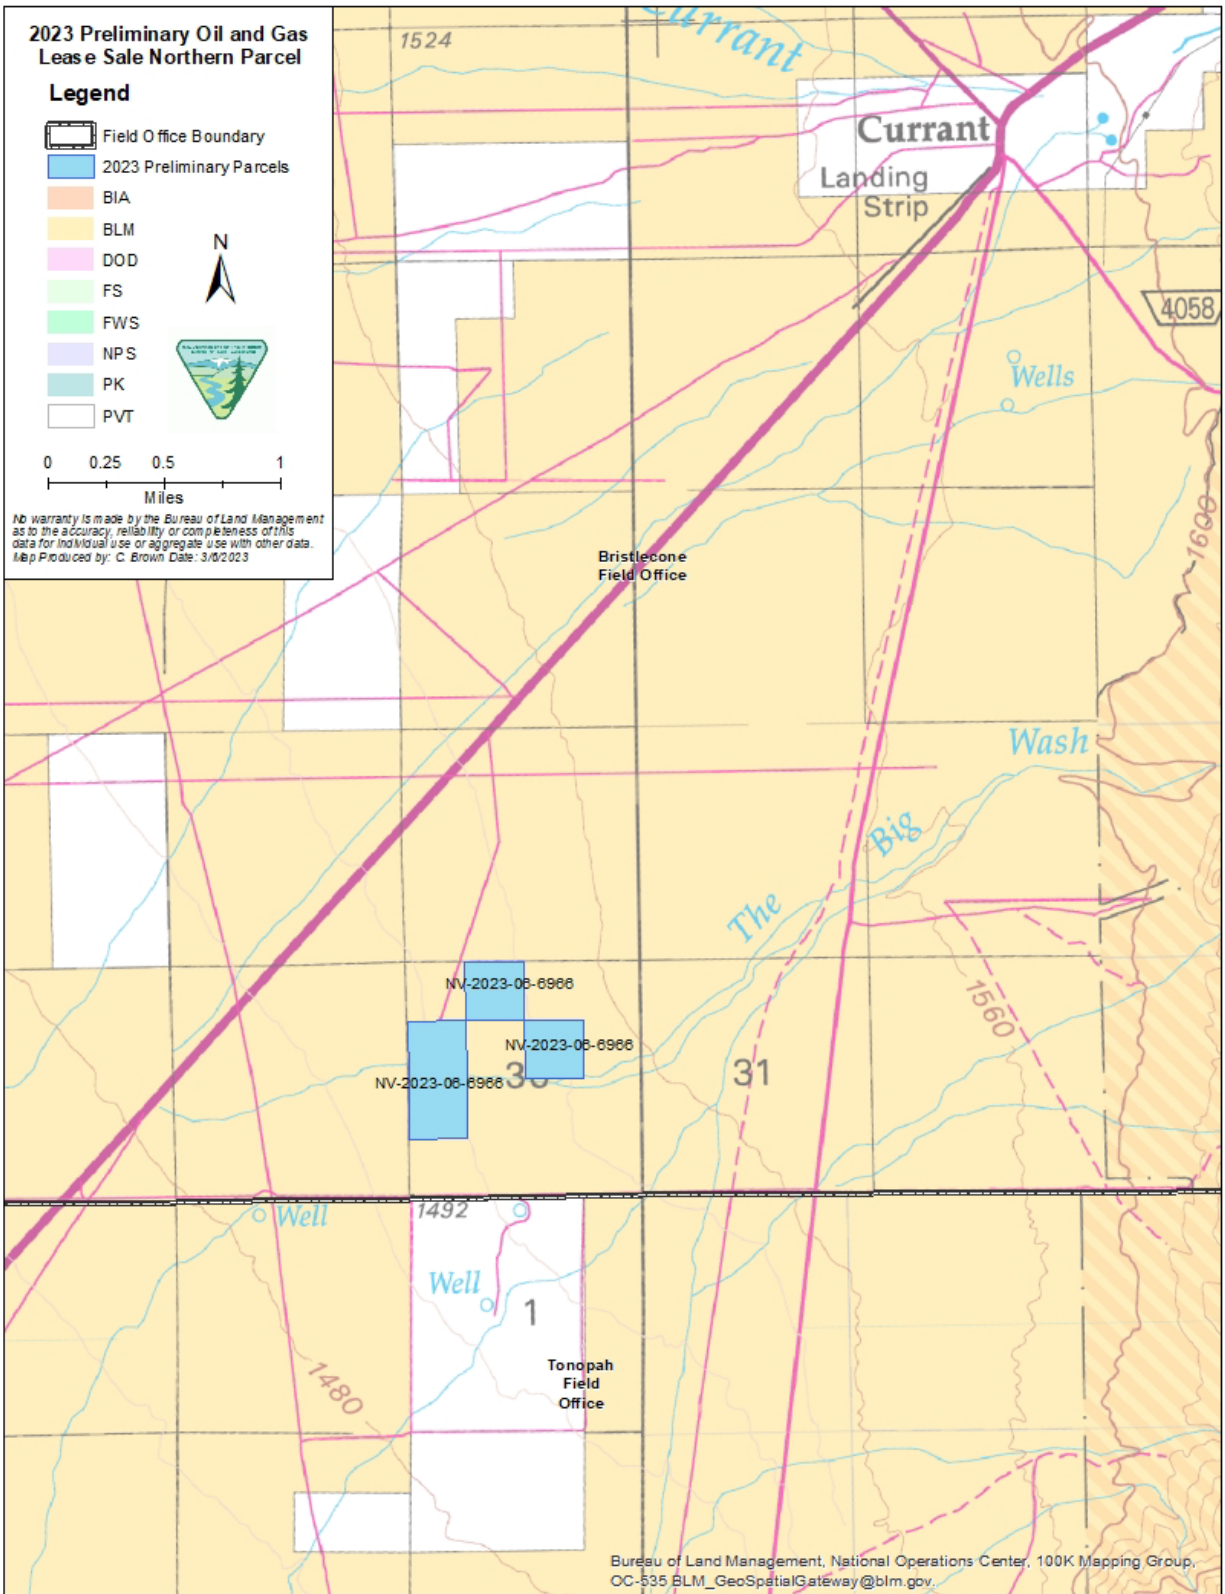 2023 Preliminary Oil and Gas
Lease Sale Northern Parcel
Legend
Field Office Boundary
2023 Preliminary Parcels
BIA
BLM
DOD
FS
FWS
NPS
PK
PVT
N
0 0.25 0.5 1
Miles
No warranty is made by the Bureau of Land Management
as to the accuracy, reliability or completeness of this
data for individual use or aggregate use with other data.
Map Produced by: C. Brown Date: 3/6/2023
1524
Currant
Currant
Landing
Strip
4058
Wells
1600
Bristlecone
Field Office
Wash
Big
The
NV-2023-06-6966
NV-2023-06-6966
NV-2023-06-6966
31
1560
Well
1492
Well
1
Tonopah
Field
Office
1480
Bureau of Land Management, National Operations Center, 100K Mapping Group,
OC-535 BLM_GeoSpatialGateway@blm.gov.